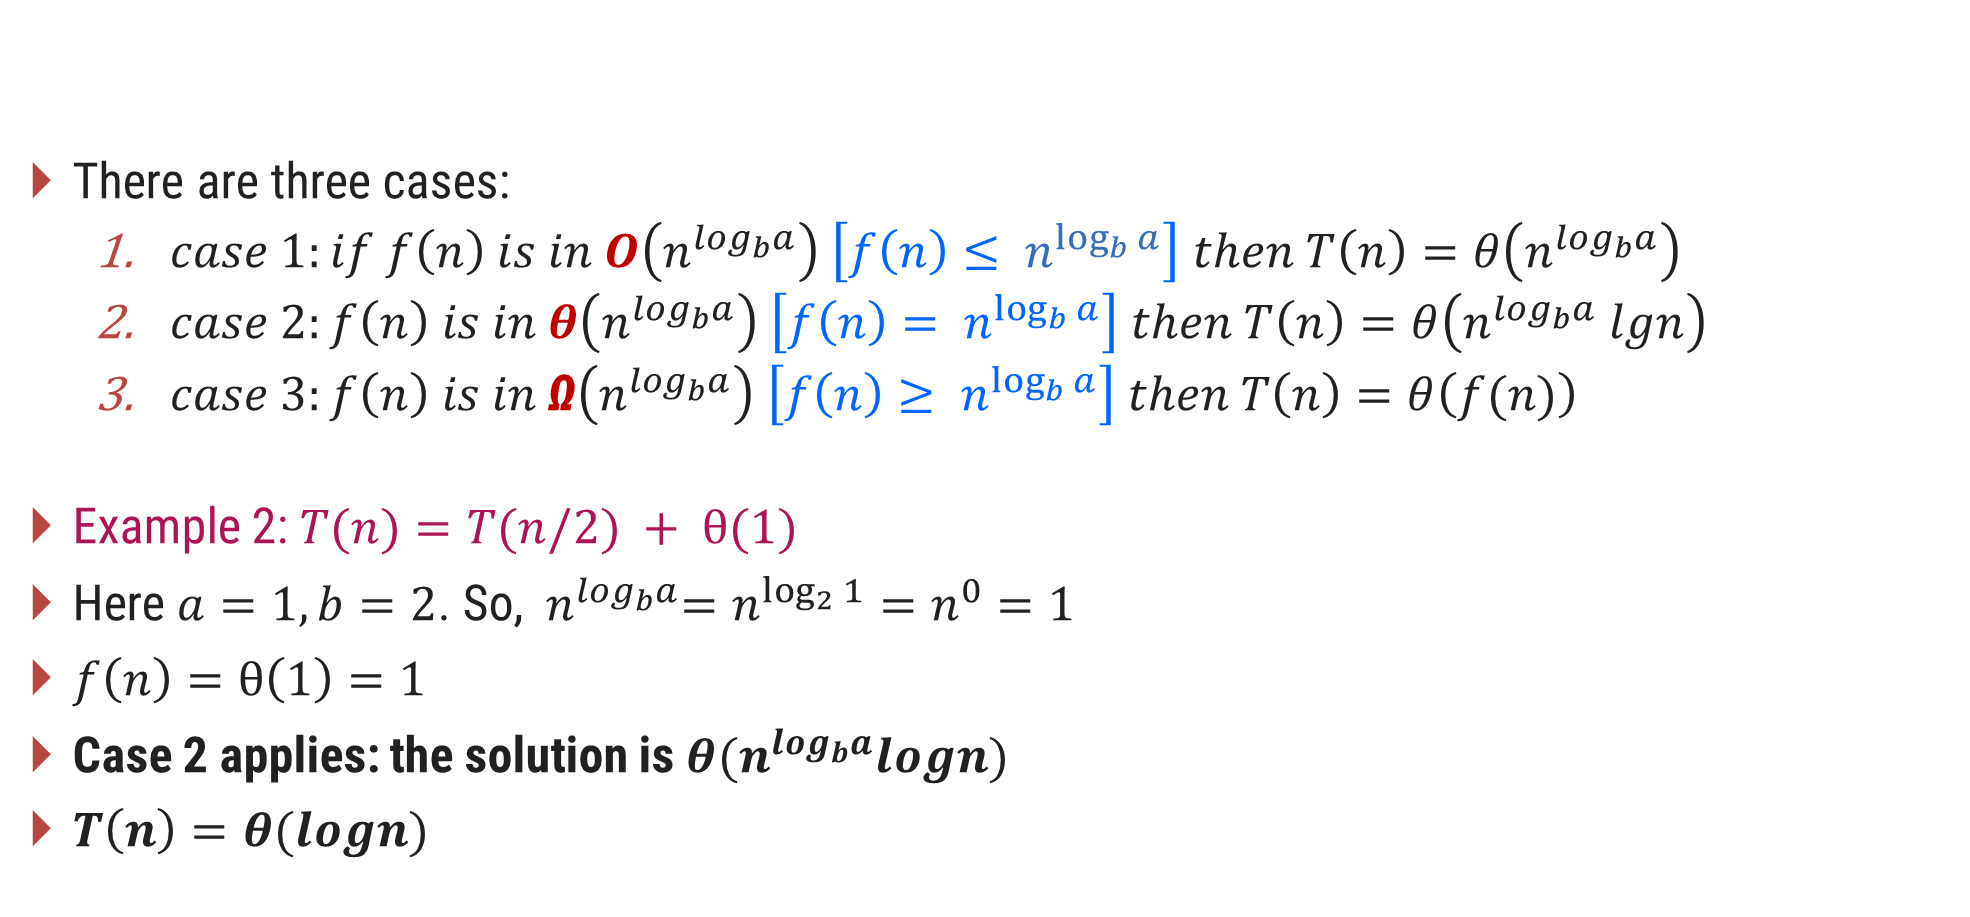 There are three cases:
1. case 1: if f(n) is in O(n^{log_b a}) [f(n) ≤ n^{log_b a}] then T(n) = θ(n^{log_b a})
2. case 2: f(n) is in θ(n^{log_b a}) [f(n) = n^{log_b a}] then T(n) = θ(n^{log_b a} lgn)
3. case 3: f(n) is in Ω(n^{log_b a}) [f(n) ≥ n^{log_b a}] then T(n) = θ(f(n))
Example 2: T(n) = T(n/2) + θ(1)
Here a = 1, b = 2. So, n^{log_b a} = n^{log_2 1} = n^0 = 1
f(n) = θ(1) = 1
Case 2 applies: the solution is θ(n^{log_b a} logn)
T(n) = θ(logn)